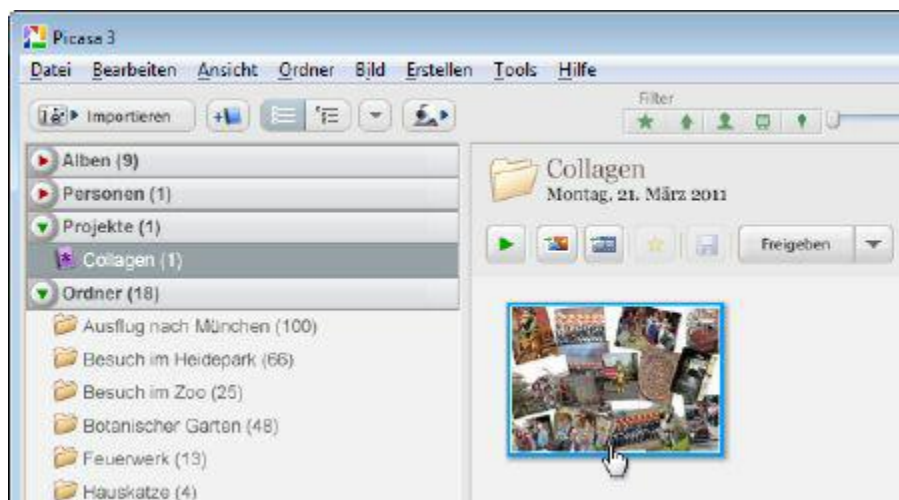 Picasa 3
Datei Bearbeiten Ansicht Ordner Bild Erstellen Tools Hilfe
Importieren
Filter
Alben (9)
Personen (1)
Projekte (1)
Collagen (1)
Ordner (18)
Ausflug nach München (100)
Besuch im Heidepark (66)
Besuch im Zoo (25)
Botanischer Garten (48)
Feuerwerk (13)
Hauskatze (4)
Collagen
Montag, 21. März 2011
Freigeben